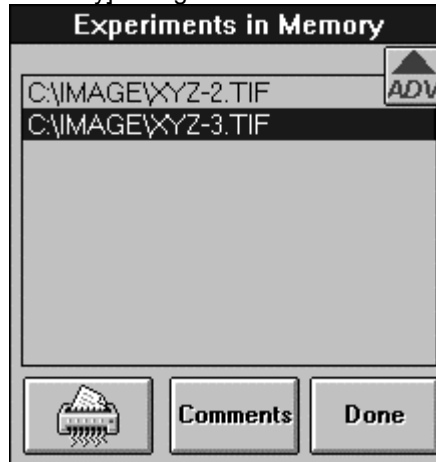 Experiments in Memory
ADV
C:\IMAGE\XYZ-2.TIF
C:\IMAGE\XYZ-3.TIF
Comments
Done